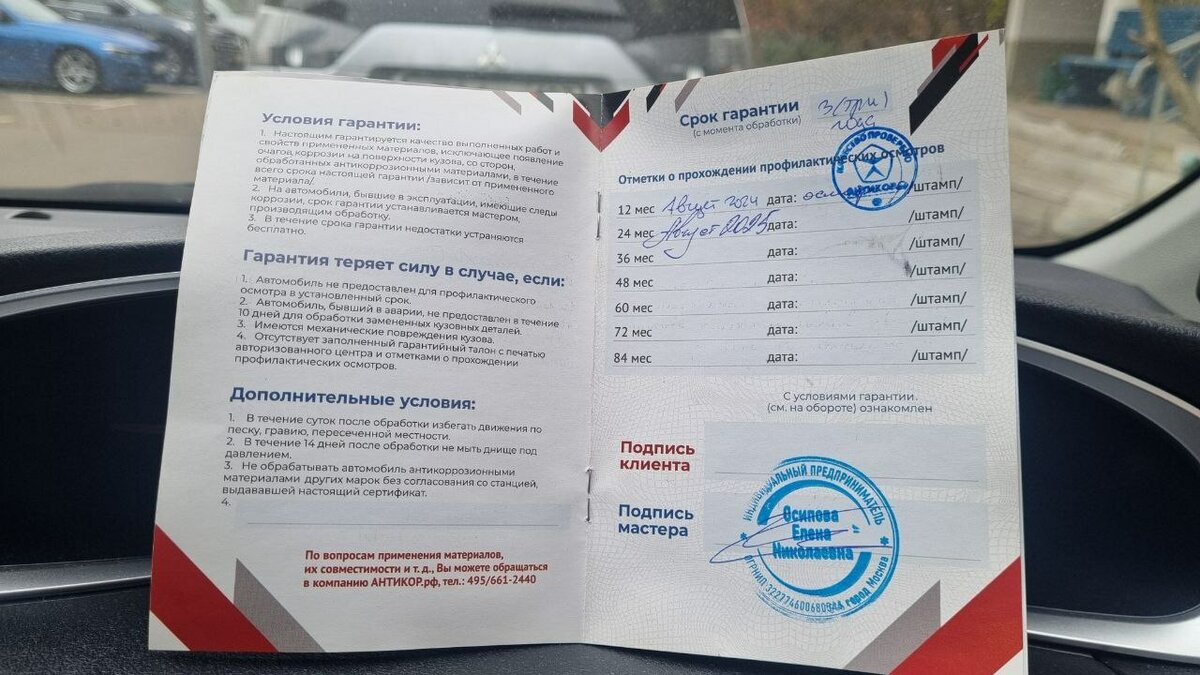 Условия гарантии:
1. Настоящим гарантируется качество выполненных работ и
свойств примененных материалов, исключающее появление
очагов, коррозии на поверхности кузова, со сторон,
обработанных антикоррозионными материалами, в течение
всего срока настоящей гарантии /зависит от примененного
материала/
2. На автомобили, бывшие в эксплуатации, имеющие следы
коррозии, срок гарантии устанавливается мастером,
производящим обработку.
3. В течение срока гарантии недостатки устраняются
бесплатно.
Гарантия теряет силу в случае, если:
1. Автомобиль не предоставлен для профилактического
осмотра в установленный срок.
2. Автомобиль, бывший в аварии, не предоставлен в течение
10 дней для обработки замененных кузовных деталей.
3. Имеются механические повреждения кузова.
4. Отсутствует заполненный гарантийный талон с печатью
авторизованного центра и отметками о прохождении
профилактических осмотров.
Дополнительные условия:
1. В течение суток после обработки избегать движения по
песку, гравию, пересеченной местности.
2. В течение 14 дней после обработки не мыть днище под
давлением.
3. Не обрабатывать автомобиль антикоррозионными
материалами других марок без согласования со станцией,
выдававшей настоящий сертификат.
4.
По вопросам применения материалов,
их совместимости и т. д., Вы можете обращаться
в компанию АНТИКОР.рф, тел.: 495/661-2440
Срок гарантии 3 (три)
(с момента обработки) года
КАЧЕСТВО ПРОВЕРЕНО
АНТИКОР
Отметки о прохождении профилактических осмотров
12 мес Август 2024 дата: /штамп/
24 мес Август 2025 дата: /штамп/
36 мес дата: /штамп/
48 мес дата: /штамп/
60 мес дата: /штамп/
72 мес дата: /штамп/
84 мес дата: /штамп/
С условиями гарантии.
(см. на обороте) ознакомлен
Подпись
клиента
Подпись
мастера
ИНДИВИДУАЛЬНЫЙ ПРЕДПРИНИМАТЕЛЬ
Осипова
Елена
Николаевна
город Москва